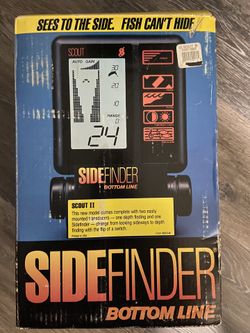 SEES TO THE SIDE. FISH CAN'T HIDE
SCOUT
AUTO GAIN
30
20
10
RANGE
0
24
SIDEFINDER
BOTTOM LINE
SCOUT II
This new model comes complete with two easily
mounted transducers — one depth finding and one
Sidefinder — change from looking sideways to depth
finding with the flip of a switch.
SIDEFINDER
BOTTOM LINE